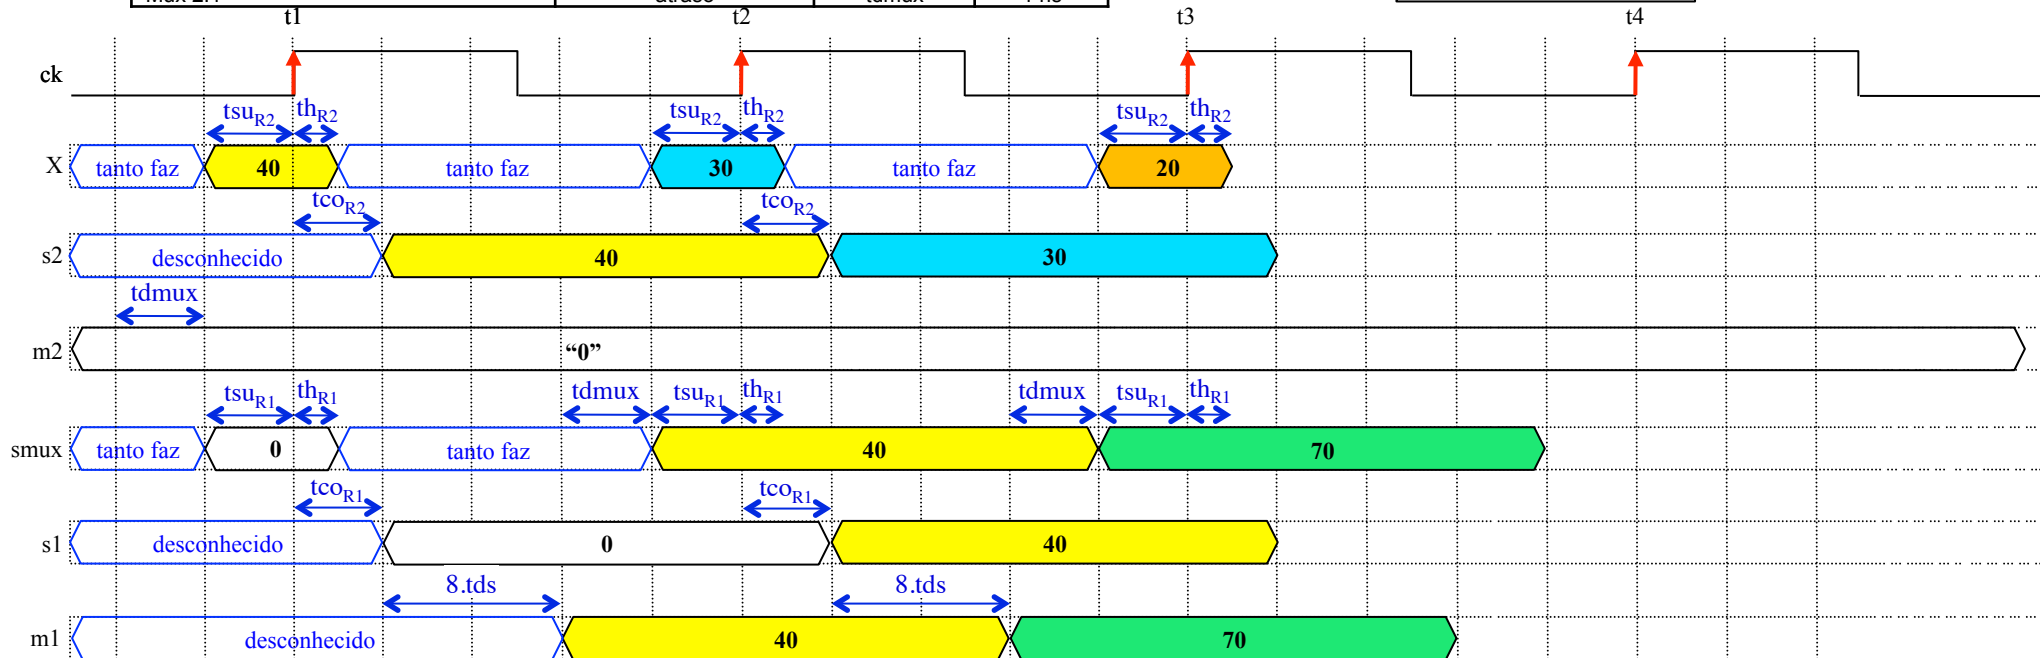 t1 t2 t3 t4
ck
tsuR2 thR2 tsuR2 thR2 tsuR2 thR2
X tanto faz 40 tanto faz 30 tanto faz 20
tcoR2 tcoR2
s2 desconhecido 40 30
tdmux
m2 “0”
tsuR1 thR1 tdmux tsuR1 thR1 tdmux tsuR1 thR1
smux tanto faz 0 tanto faz 40 70
tcoR1 tcoR1
s1 desconhecido 0 40
8.tds 8.tds
m1 desconhecido 40 70